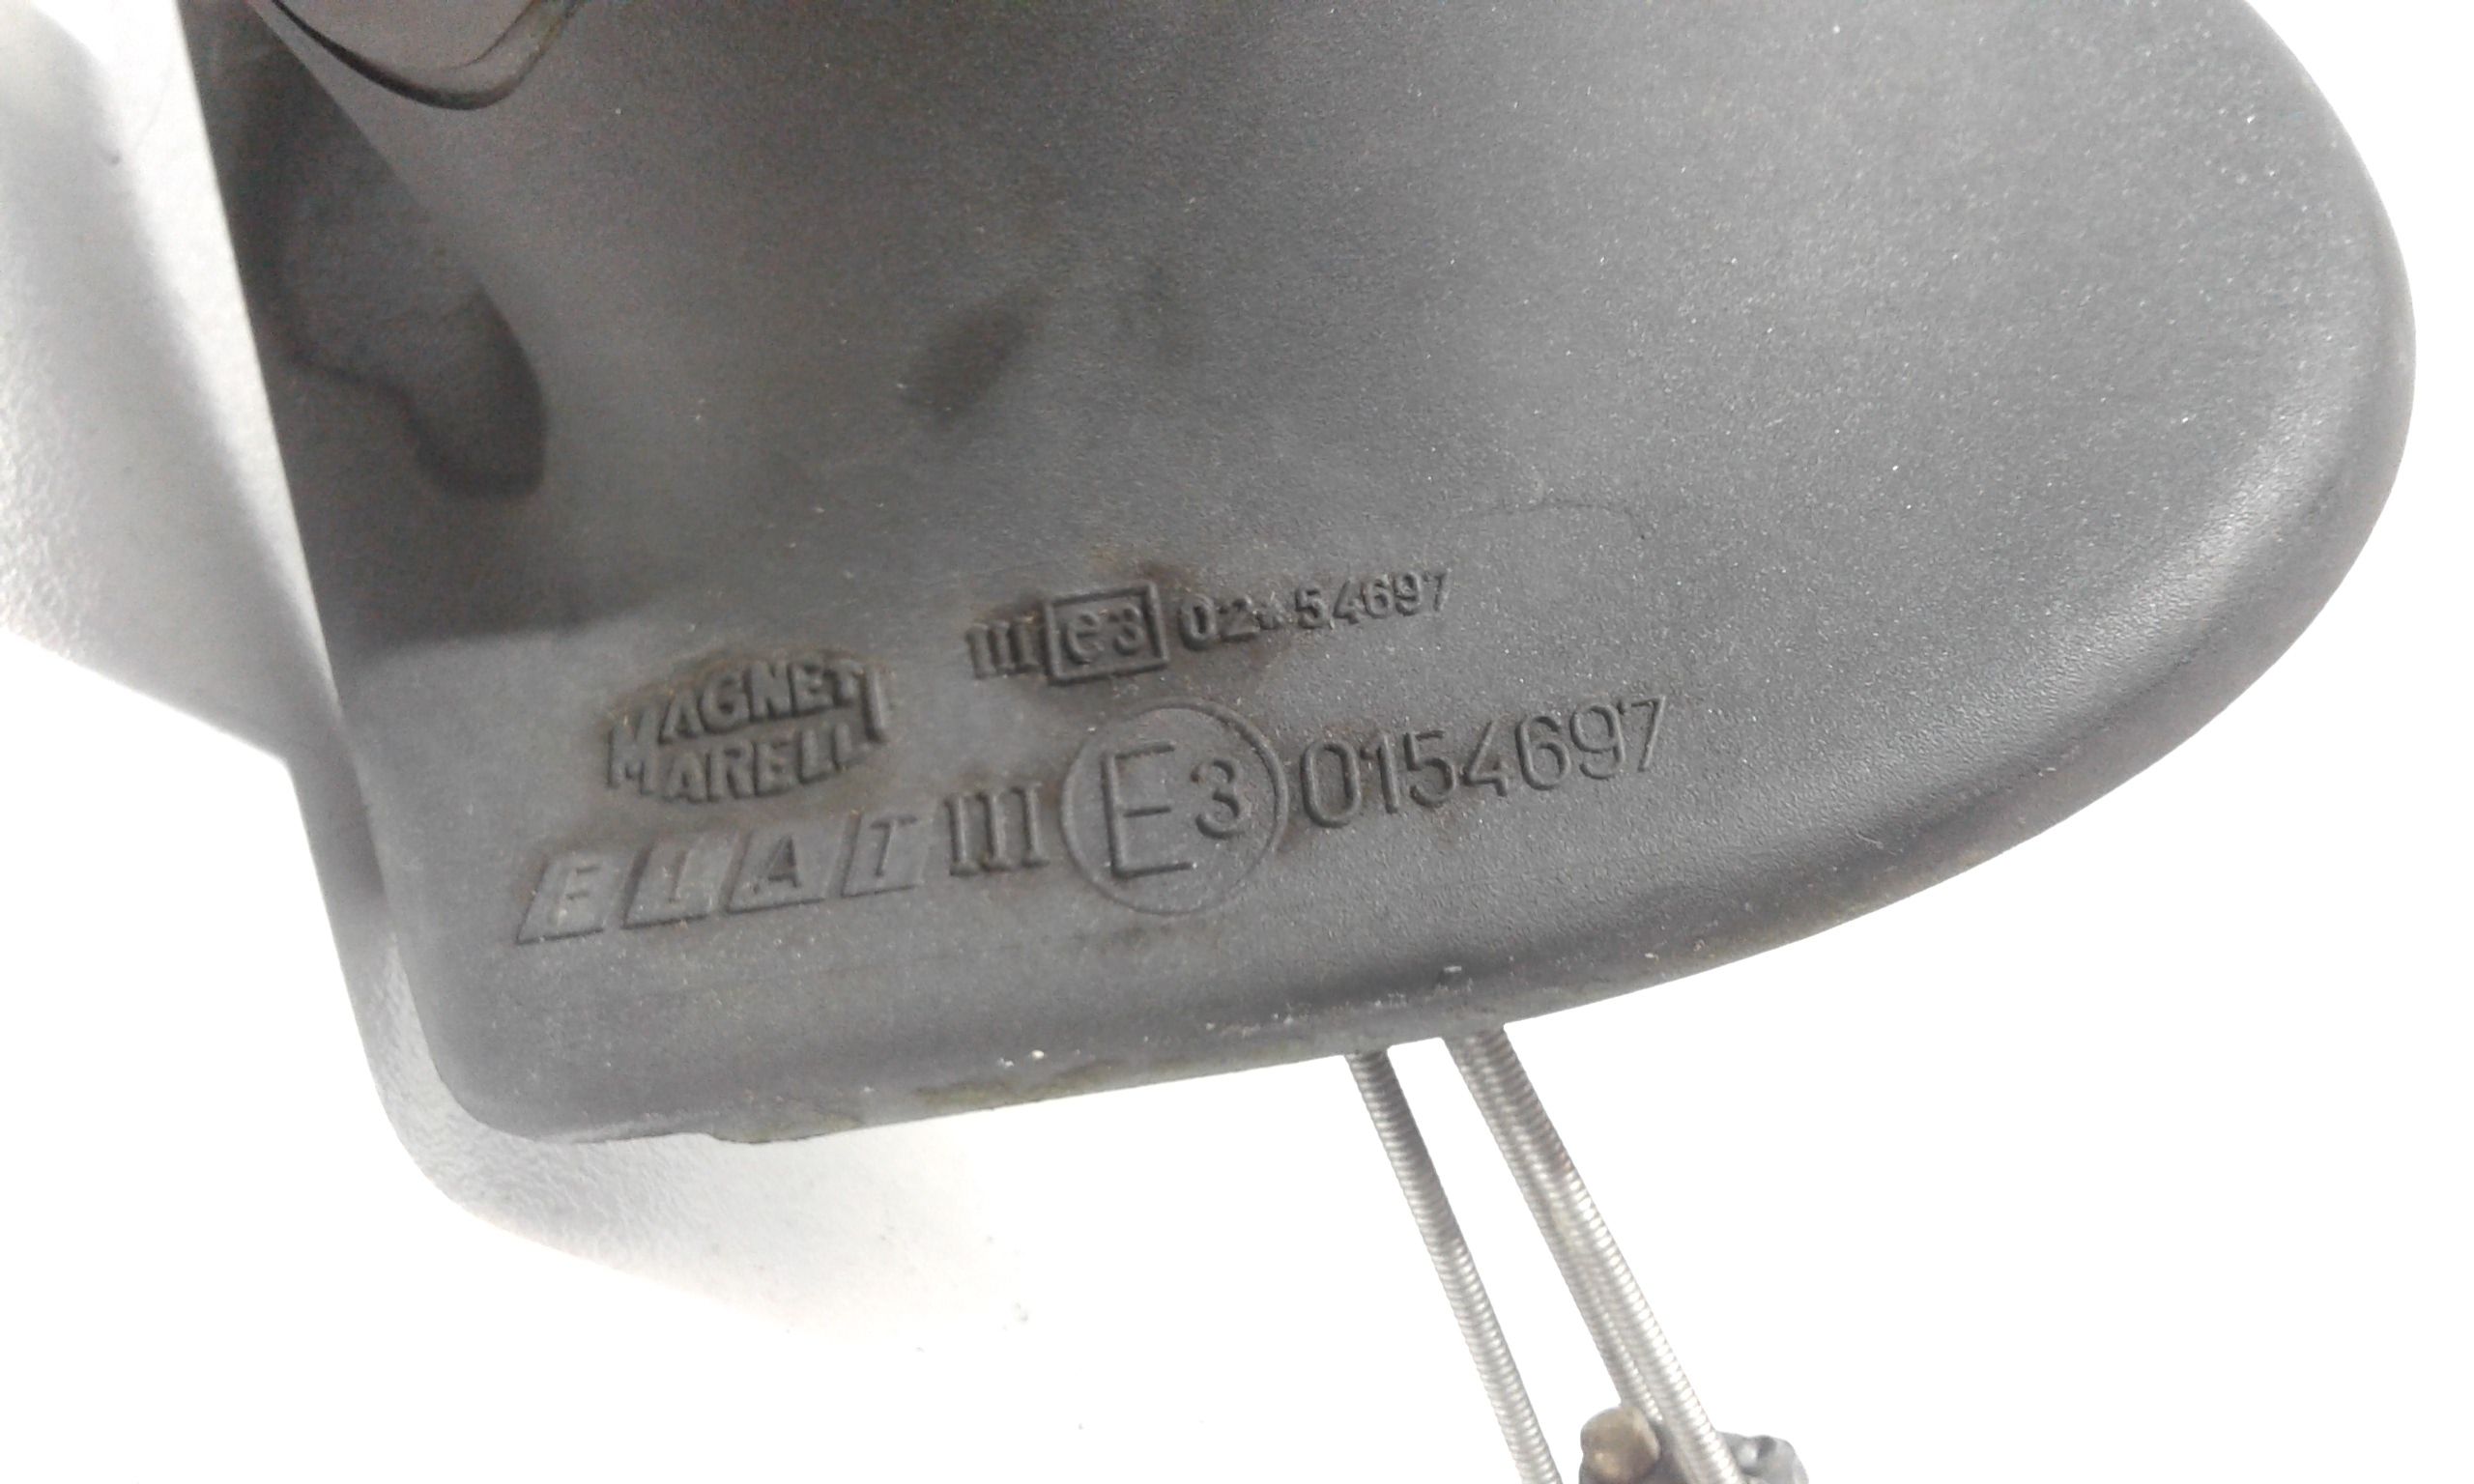 III e3 02*54697
MAGNETI
MARELLI
FIAT III E3 0154697